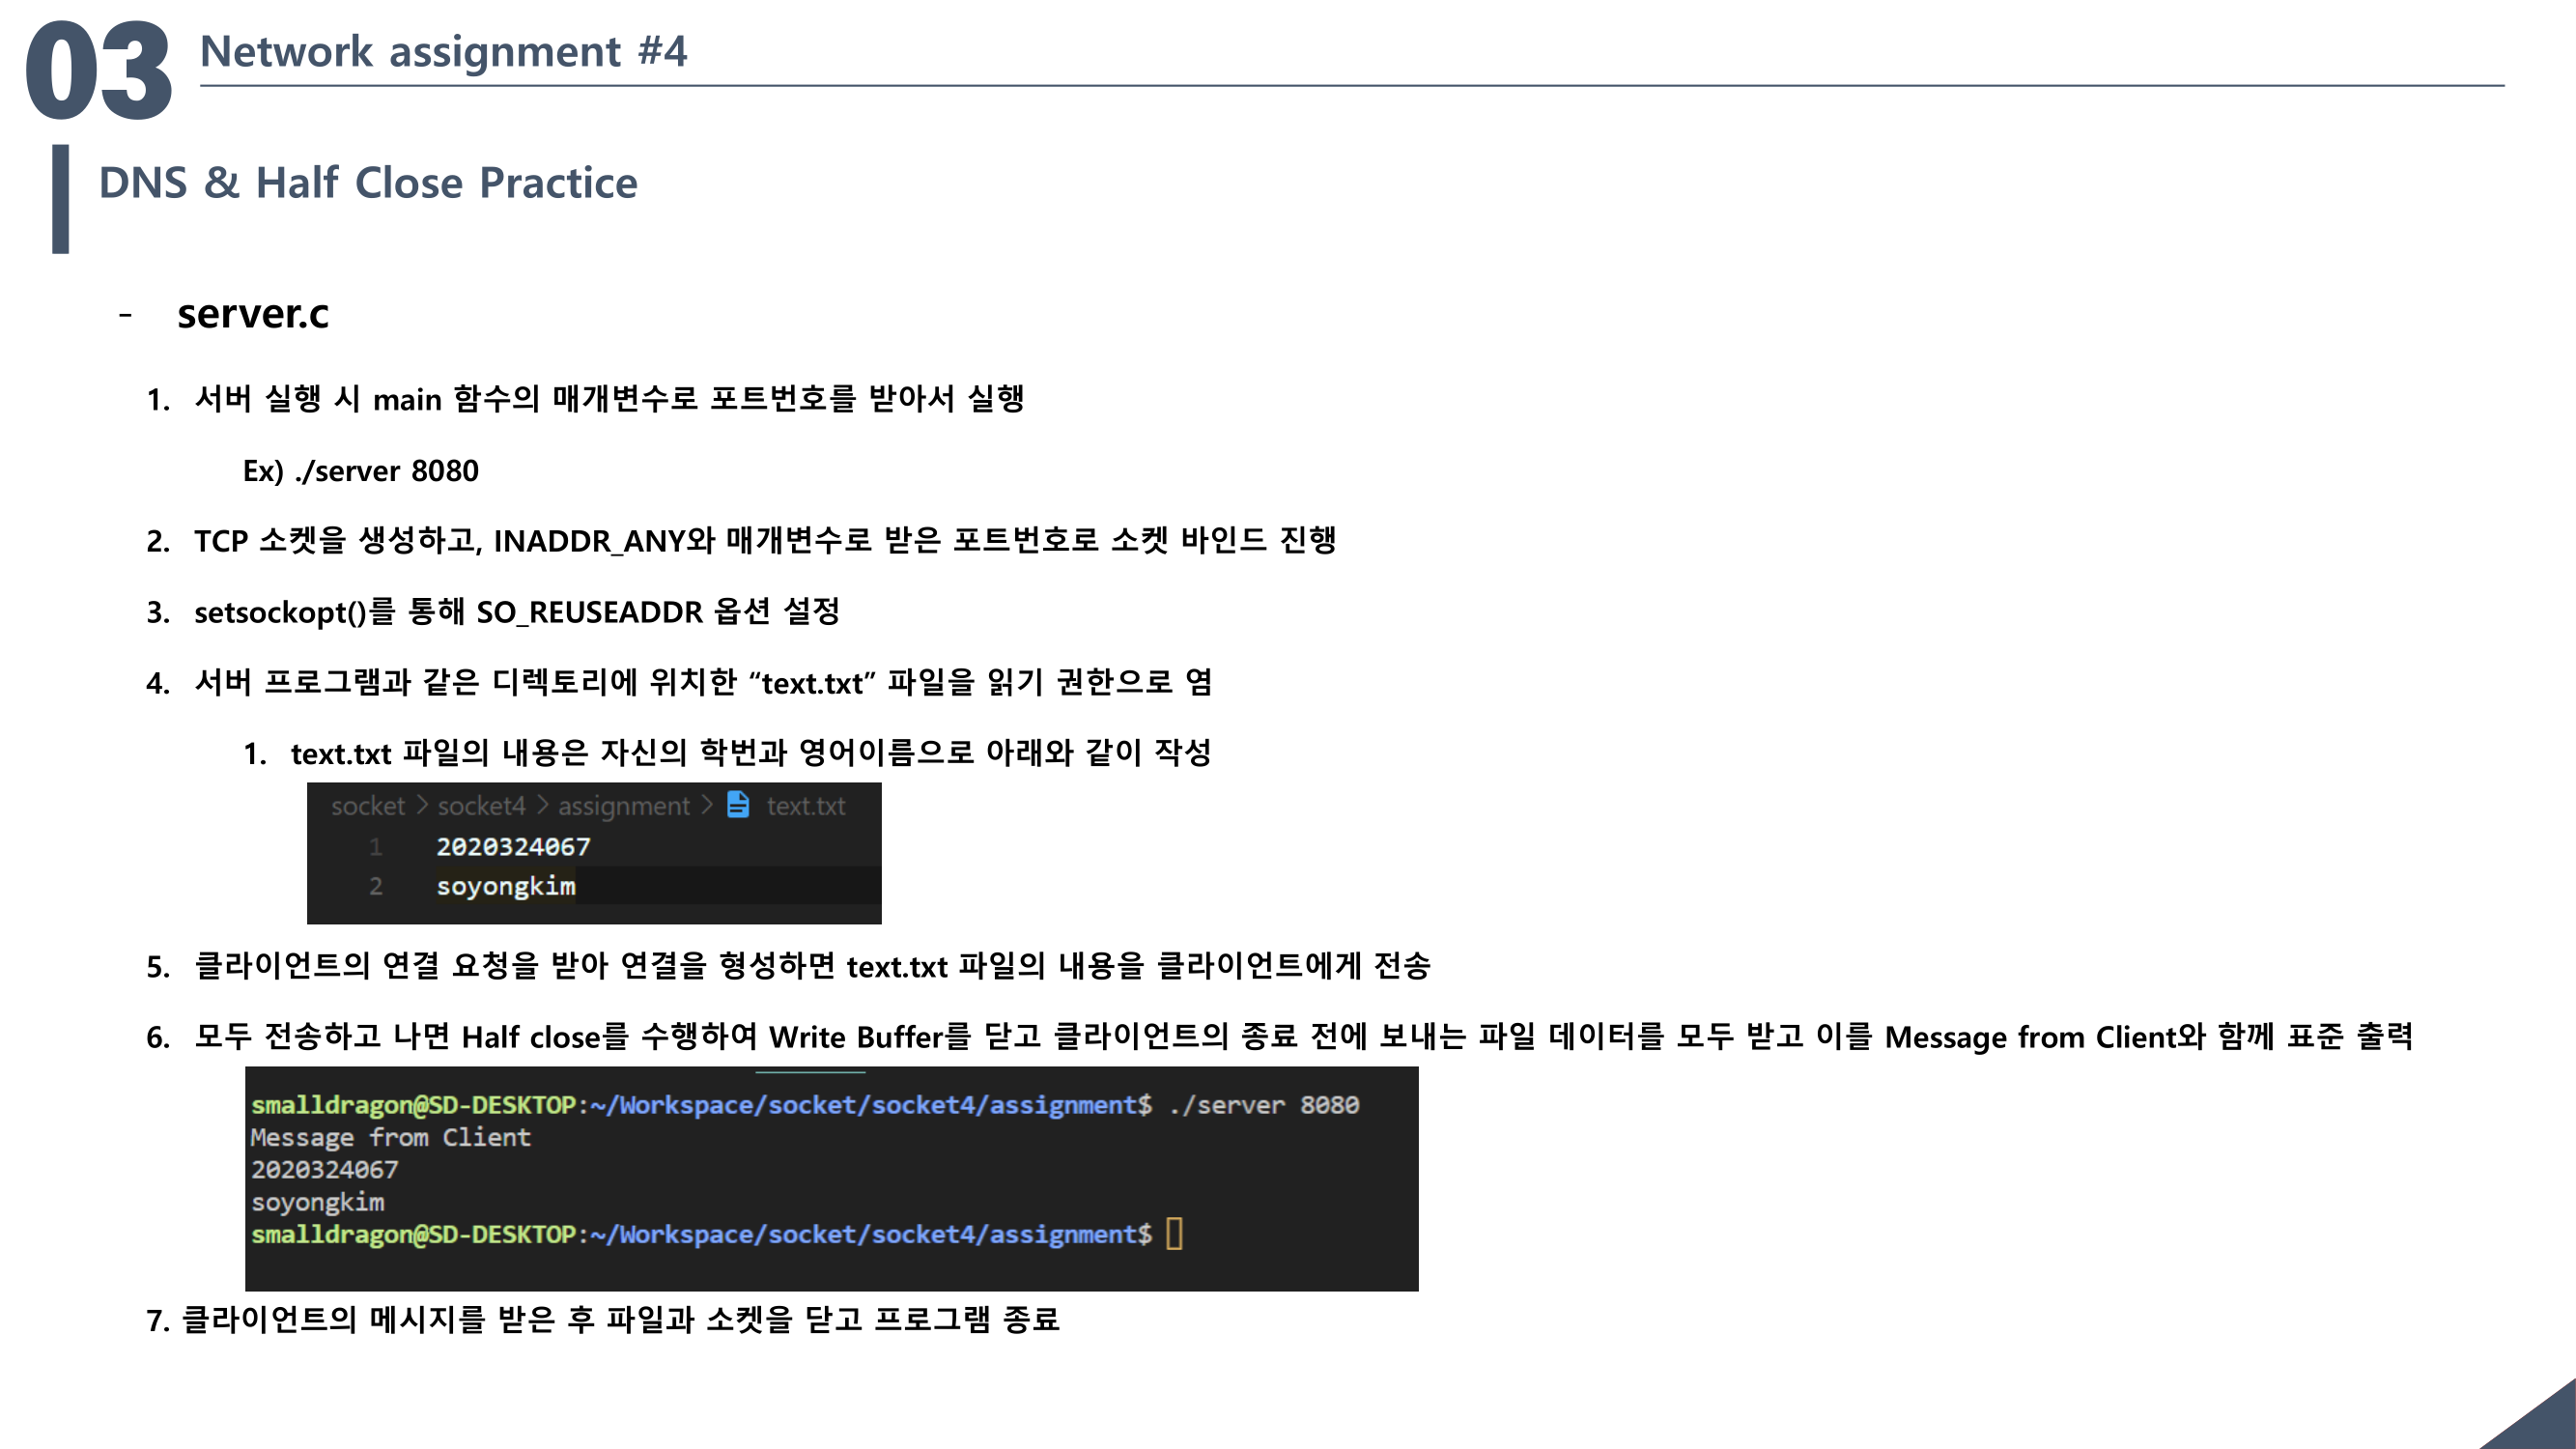 03 Network assignment #4
DNS & Half Close Practice
- server.c
1. 서버 실행 시 main 함수의 매개변수로 포트번호를 받아서 실행
Ex) ./server 8080
2. TCP 소켓을 생성하고, INADDR_ANY와 매개변수로 받은 포트번호로 소켓 바인드 진행
3. setsockopt()를 통해 SO_REUSEADDR 옵션 설정
4. 서버 프로그램과 같은 디렉토리에 위치한 “text.txt” 파일을 읽기 권한으로 염
1. text.txt 파일의 내용은 자신의 학번과 영어이름으로 아래와 같이 작성
socket > socket4 > assignment > text.txt
1 2020324067
2 soyongkim
5. 클라이언트의 연결 요청을 받아 연결을 형성하면 text.txt 파일의 내용을 클라이언트에게 전송
6. 모두 전송하고 나면 Half close를 수행하여 Write Buffer를 닫고 클라이언트의 종료 전에 보내는 파일 데이터를 모두 받고 이를 Message from Client와 함께 표준 출력
smalldragon@SD-DESKTOP:~/Workspace/socket/socket4/assignment$ ./server 8080
Message from Client
2020324067
soyongkim
smalldragon@SD-DESKTOP:~/Workspace/socket/socket4/assignment$
7. 클라이언트의 메시지를 받은 후 파일과 소켓을 닫고 프로그램 종료